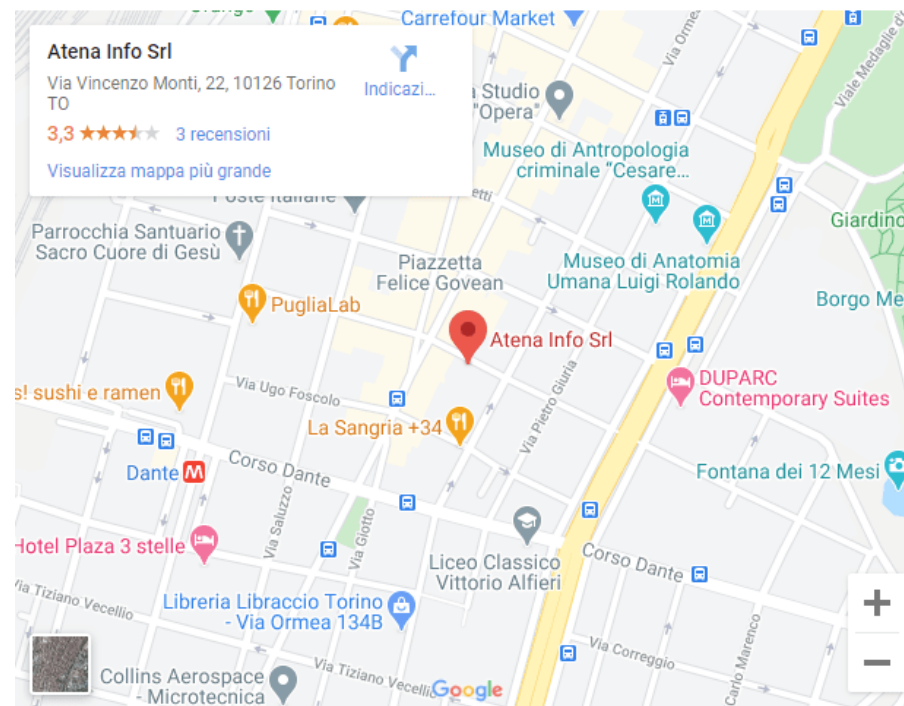 Carrefour Market
Via Ormea
Viale Medaglie d'
Atena Info Srl
Via Vincenzo Monti, 22, 10126 Torino
TO
3,3
3 recensioni
Visualizza mappa più grande
Indicazi...
Studio
"Opera"
Museo di Antropologia
criminale "Cesare...
etti
Poste Italiane
Parrocchia Santuario
Sacro Cuore di Gesù
Giardino
Piazzetta
Felice Govean
Museo di Anatomia
Umana Luigi Rolando
PugliaLab
Borgo Me
Atena Info Srl
s! sushi e ramen
Via Ugo Foscolo
La Sangria +34
Via Pietro Giuria
DUPARC
Contemporary Suites
Dante
M
Corso Dante
Fontana dei 12 Mesi
Via Saluzzo
Via Giotto
Hotel Plaza 3 stelle
Liceo Classico
Vittorio Alfieri
Corso Dante
Via Tiziano Vecellio
Libreria Libraccio Torino
- Via Ormea 134B
Via Correggio
Carlo Marenco
Via Tiziano Vecellio
Collins Aerospace
- Microtecnica
Google
+
−